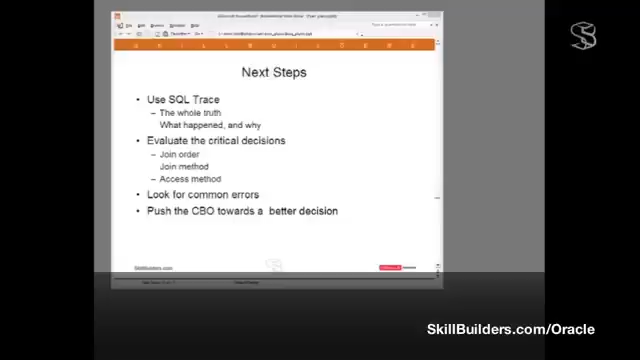 S K I L L B U I L D E R S
Next Steps
• Use SQL Trace
– The whole truth
What happened, and why
• Evaluate the critical decisions
– Join order
Join method
– Access method
• Look for common errors
• Push the CBO towards a better decision
SkillBuilders.com
ORACLE
SkillBuilders.com/Oracle